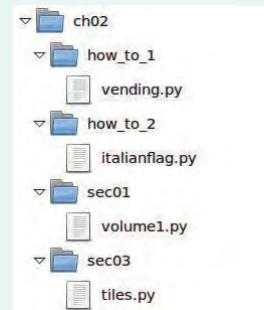 ch02
how_to_1
vending.py
how_to_2
italianflag.py
sec01
volume1.py
sec03
tiles.py